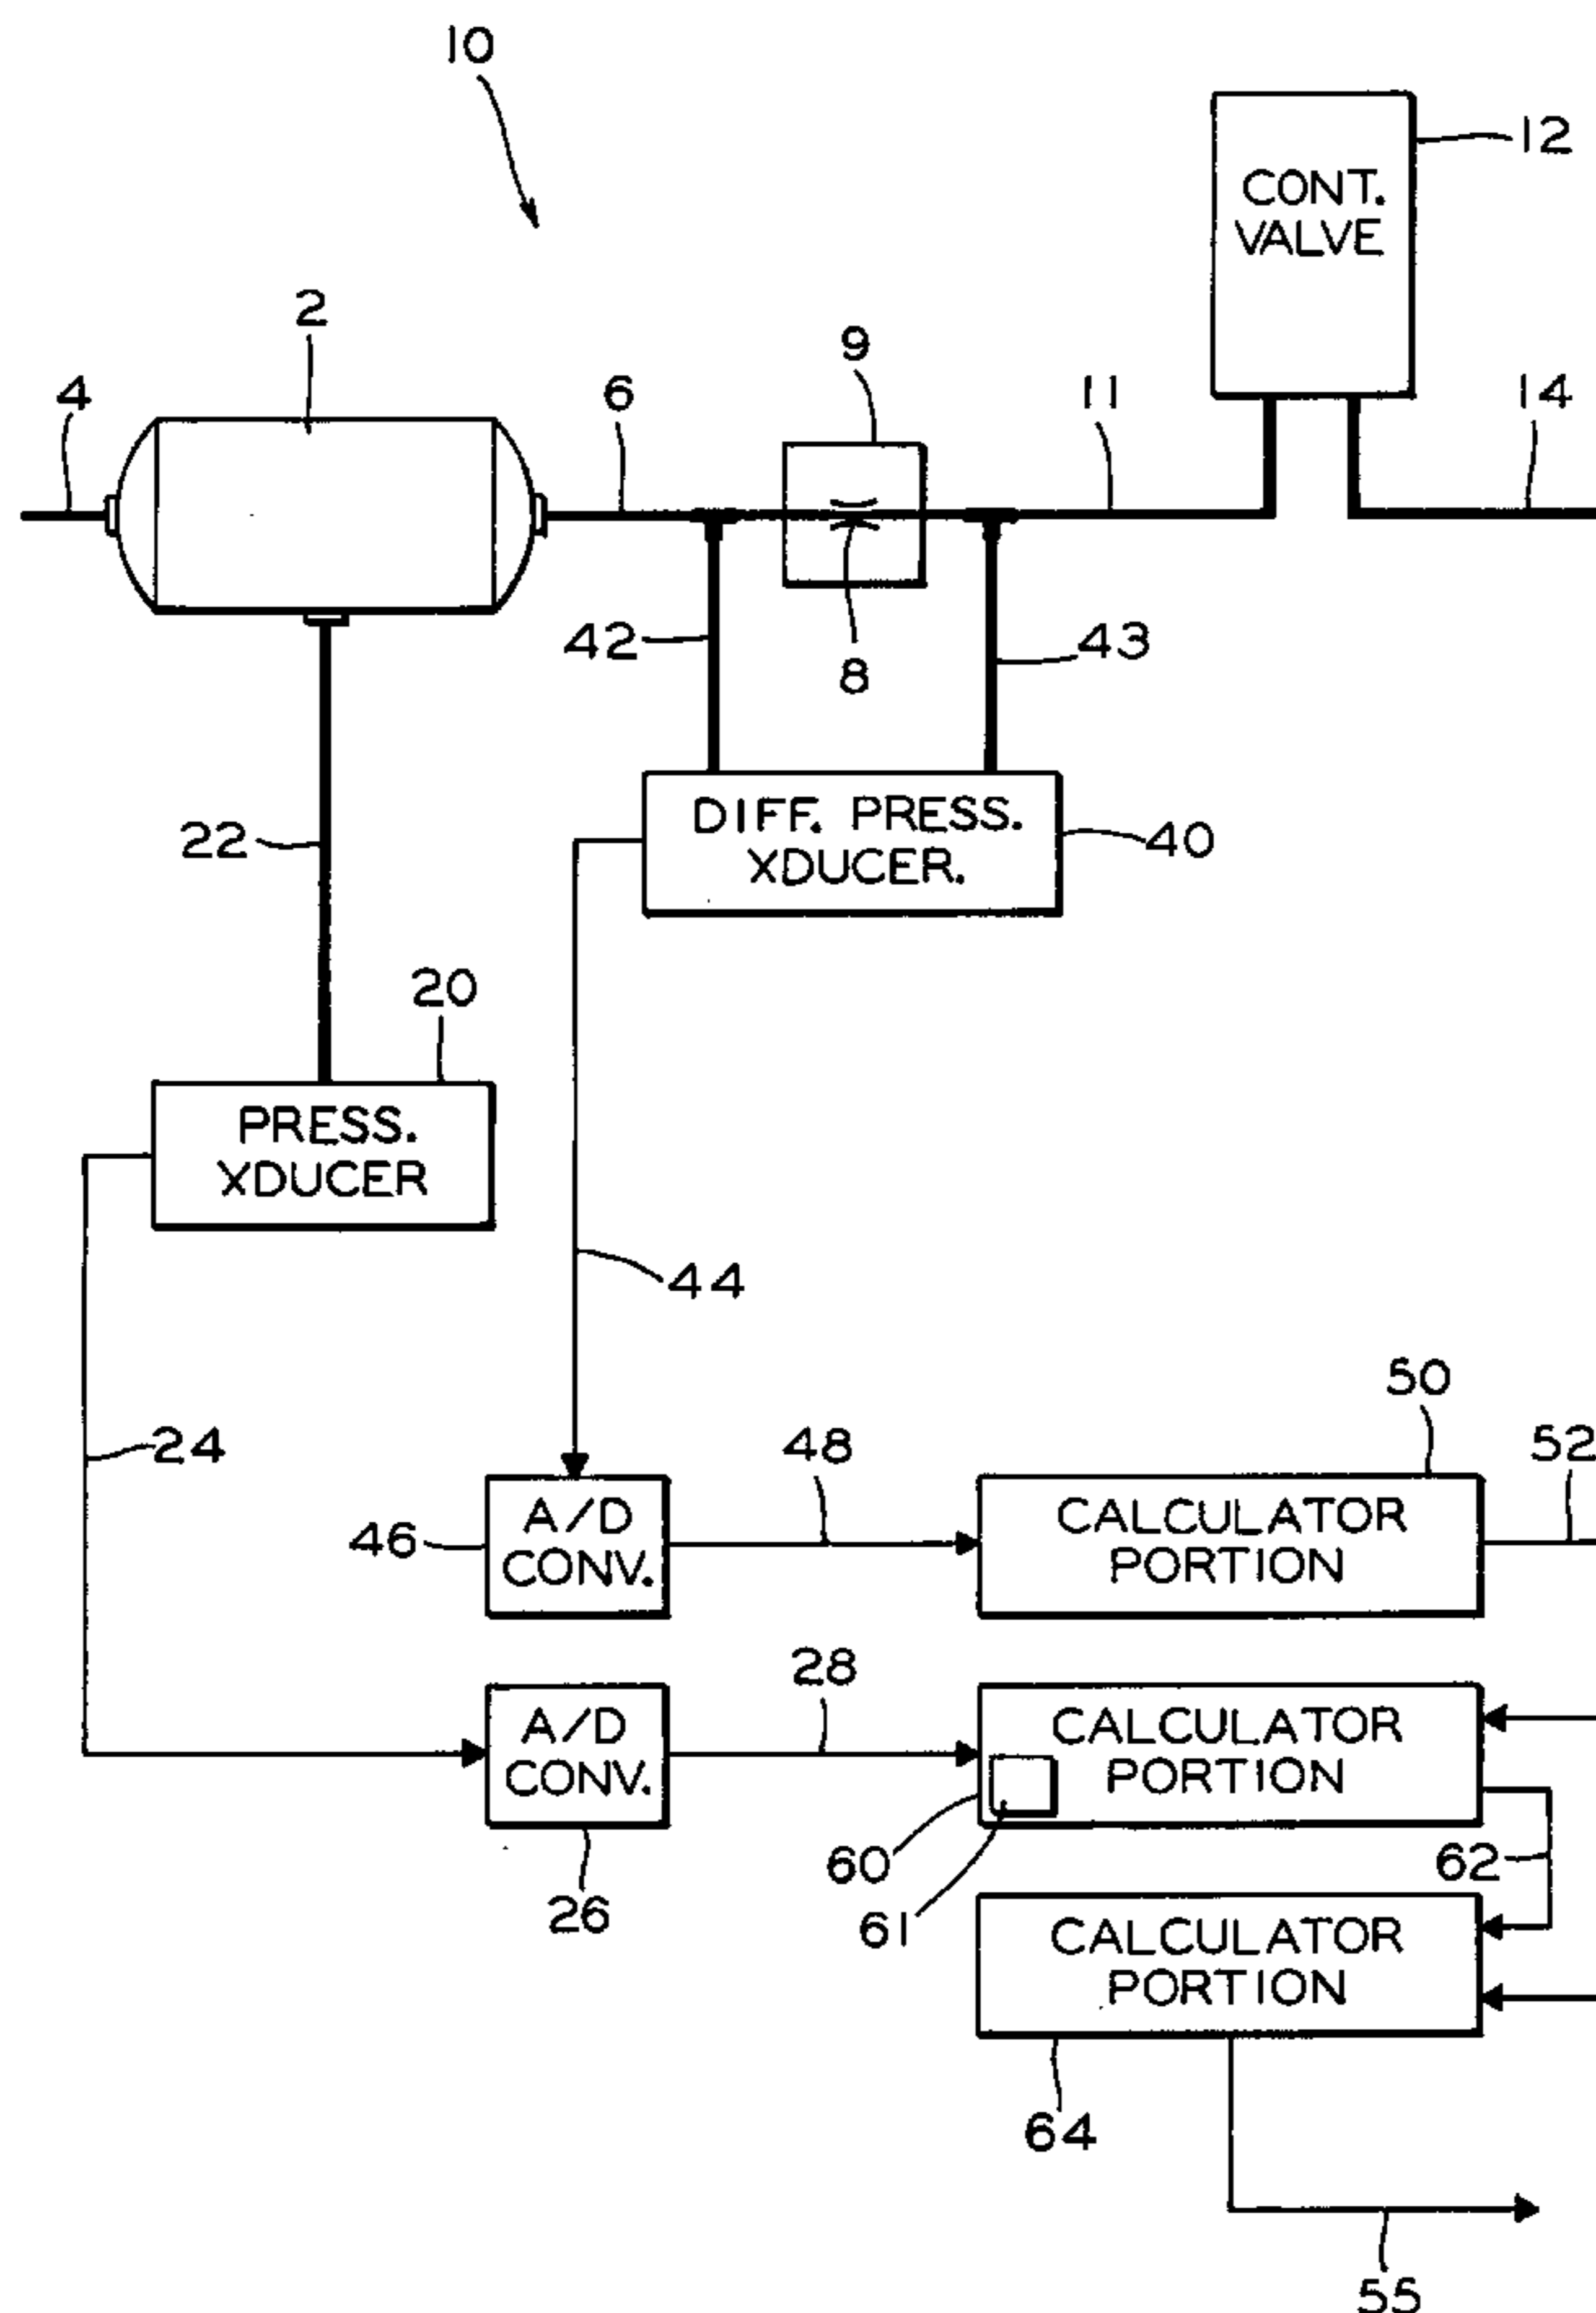 10
12
CONT.
VALVE
2
9
4
6
11
14
42
8
43
22
DIFF. PRESS.
XDUCER.
40
20
PRESS.
XDUCER
44
24
50
48
52
A/D
CONV.
46
CALCULATOR
PORTION
28
A/D
CONV.
CALCULATOR
PORTION
60
62
26
61
CALCULATOR
PORTION
64
55